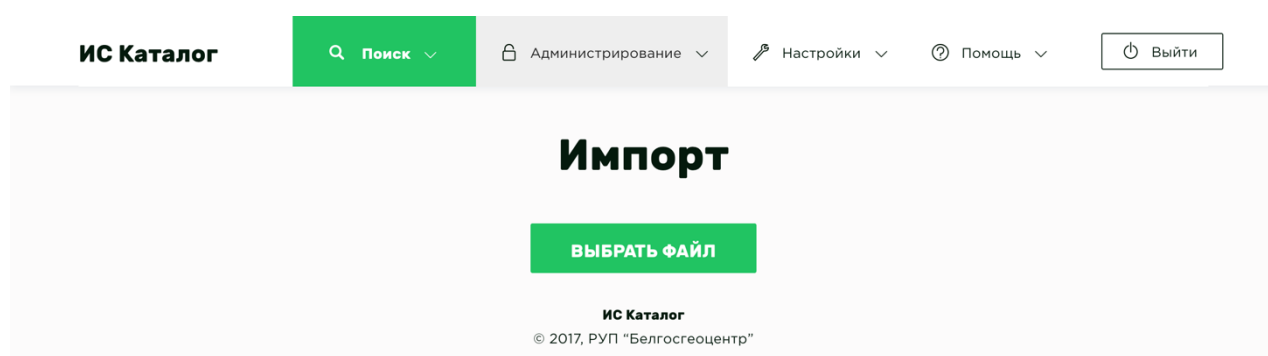 ИС Каталог Поиск Администрирование Настройки Помощь Выйти
Импорт
ВЫБРАТЬ ФАЙЛ
ИС Каталог
© 2017, РУП “Белгосгеоцентр”